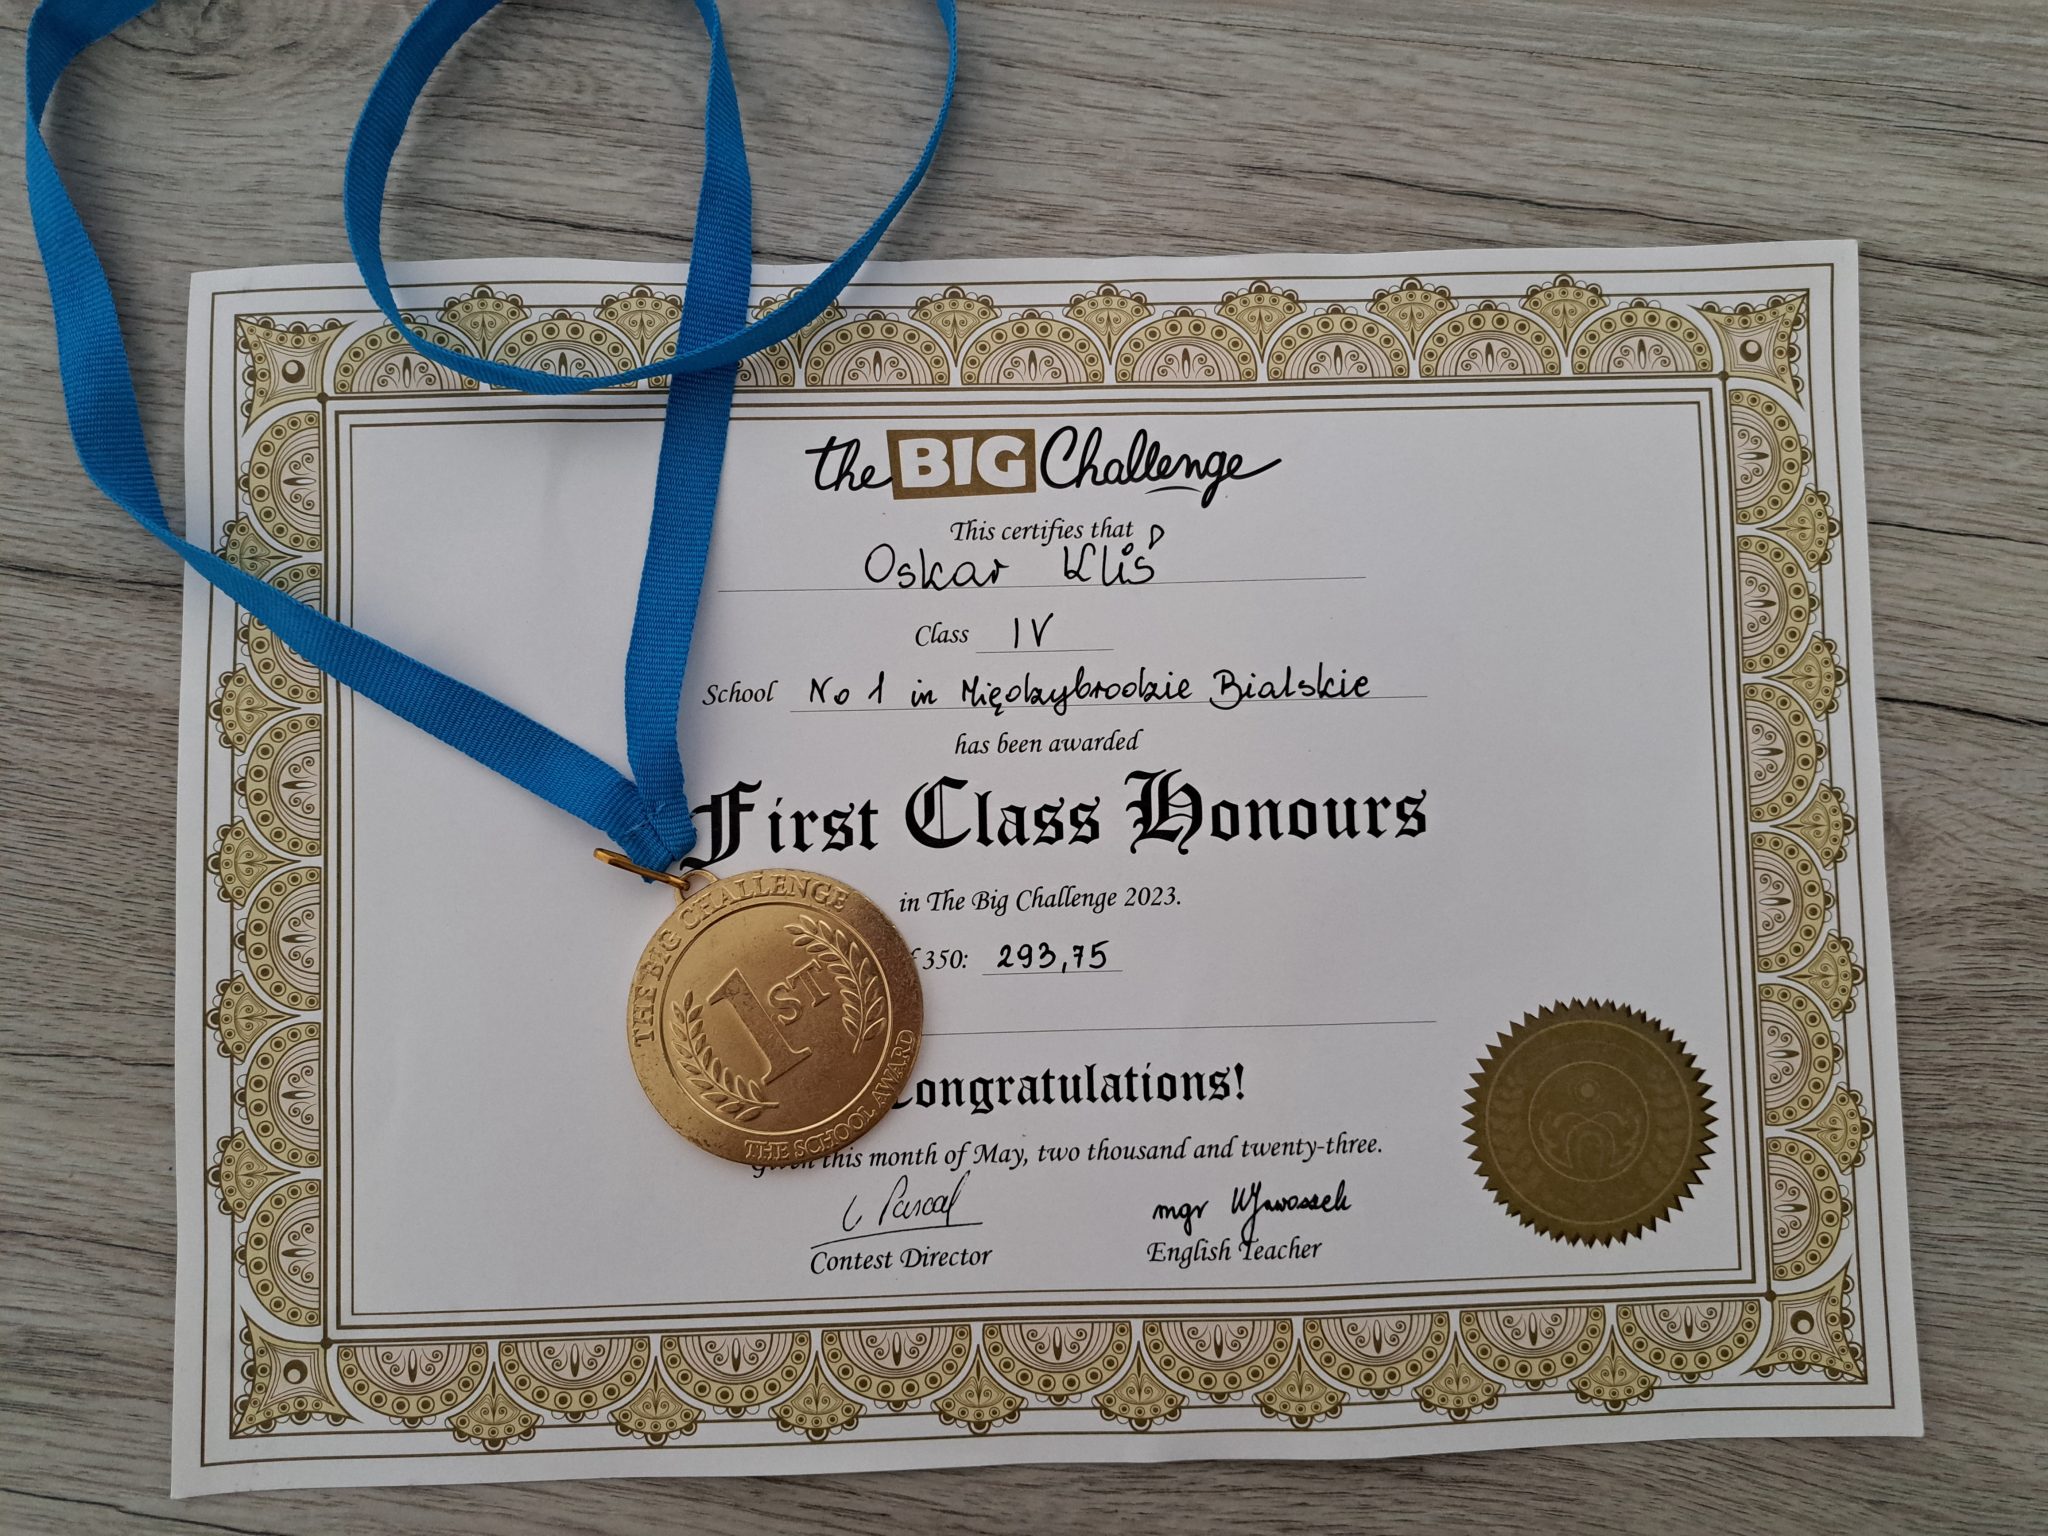 the BIG Challenge
This certifies that
Oskar Kliś
Class IV
School No 1 in Międzybrodzie Bialskie
has been awarded
First Class Honours
in The Big Challenge 2023.
350: 293,75
Congratulations!
Given this month of May, two thousand and twenty-three.
Contest Director
mgr
English Teacher
THE BIG CHALLENGE
1ST
THE SCHOOL AWARD